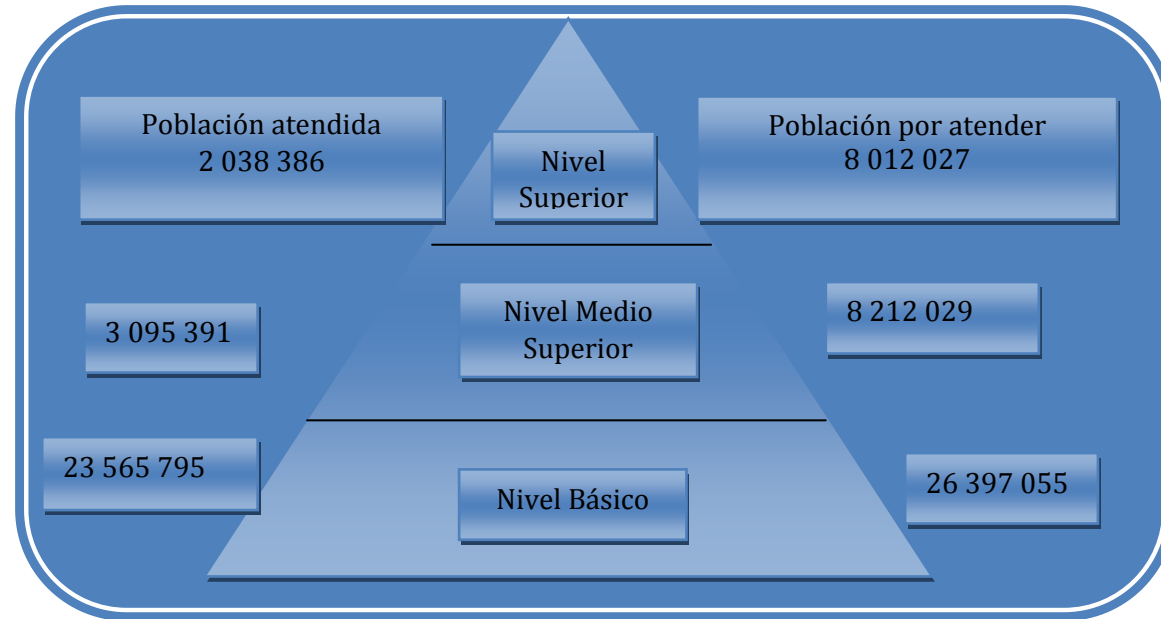 Población atendida
2 038 386
Nivel
Superior
Población por atender
8 012 027
3 095 391
Nivel Medio
Superior
8 212 029
23 565 795
Nivel Básico
26 397 055